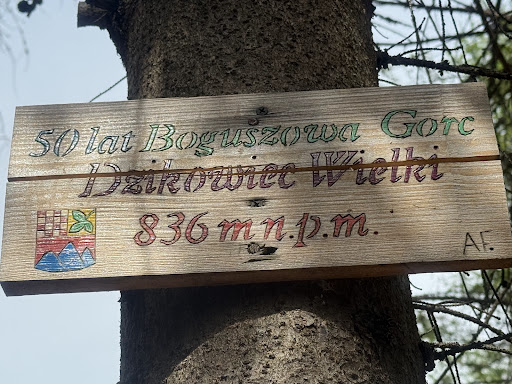 50 lat Boguszowa Gorc
Dzikowiec Wielki
836 m n.p.m.
AF.